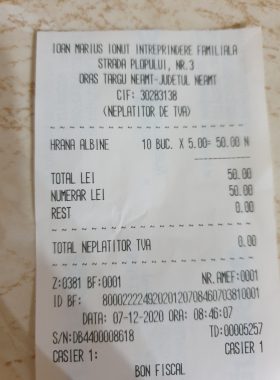 IOAN MARIUS IONUT INTREPRINDERE FAMILIALA
STRADA PLOPULUI, NR.3
ORAS TARGU NEAMT-JUDETUL NEAMT
CIF: 30283138
(NEPLATITOR DE TVA)
HRANA ALBINE 10 BUC. X 5.00= 50.00 N
TOTAL LEI 50.00
NUMERAR LEI 50.00
REST 0.00
TOTAL NEPLATITOR TVA 0.00
Z:0381 BF:0001 NR.AMEF:0001
ID BF: 8000222492020120708460703810001
DATA: 07-12-2020 ORA: 08:46:07
S/N:DB4400008618 TD:00005257
CASIER 1: CASIER 1
BON FISCAL